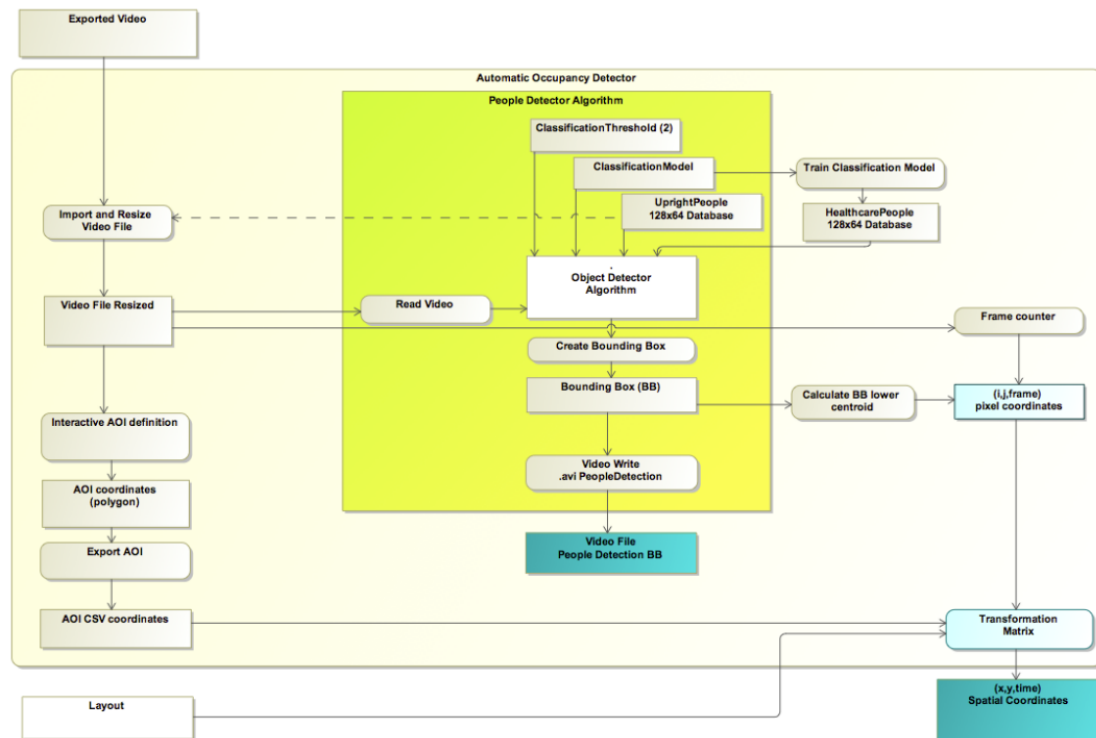 Exported Video
Automatic Occupancy Detector
People Detector Algorithm
ClassificationThreshold (2)
ClassificationModel
Train Classification Model
UprightPeople
128x64 Database
HealthcarePeople
128x64 Database
Import and Resize
Video File
Object Detector
Algorithm
Video File Resized
Read Video
Frame counter
Create Bounding Box
Bounding Box (BB)
Calculate BB lower
centroid
(i,j,frame)
pixel coordinates
Interactive AOI definition
Video Write
.avi PeopleDetection
AOI coordinates
(polygon)
Export AOI
Video File
People Detection BB
AOI CSV coordinates
Transformation
Matrix
Layout
(x,y,time)
Spatial Coordinates